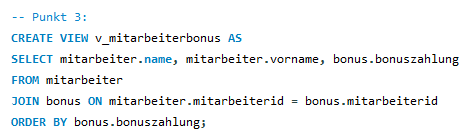 -- Punkt 3:
CREATE VIEW v_mitarbeiterbonus AS
SELECT mitarbeiter.name, mitarbeiter.vorname, bonus.bonuszahlung
FROM mitarbeiter
JOIN bonus ON mitarbeiter.mitarbeiterid = bonus.mitarbeiterid
ORDER BY bonus.bonuszahlung;